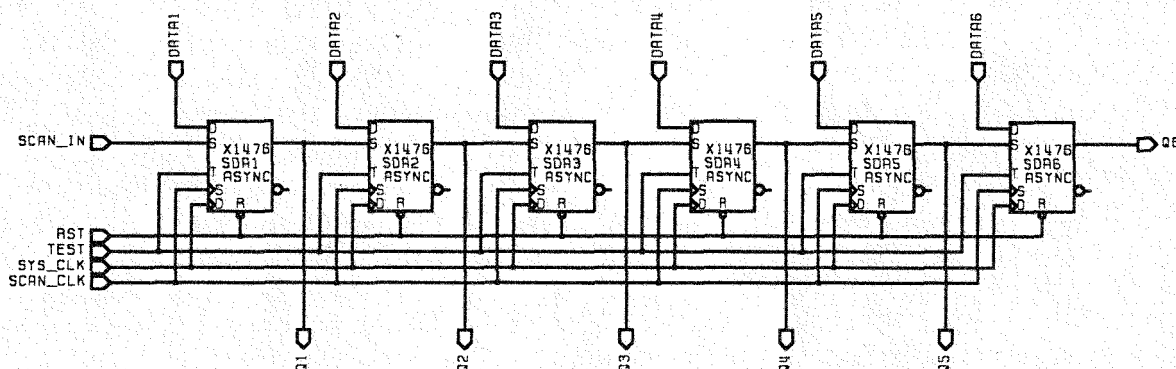 DATA1
DATA2
DATA3
DATA4
DATA5
DATA6
SCAN_IN
D
S
X1476
SDA1
T
ASYNC
S
D
R
D
S
X1476
SDA2
T
ASYNC
S
D
R
D
S
X1476
SDA3
T
ASYNC
S
D
R
D
S
X1476
SDA4
T
ASYNC
S
D
R
D
S
X1476
SDA5
T
ASYNC
S
D
R
D
S
X1476
SDA6
T
ASYNC
S
D
R
Q6
RST
TEST
SYS_CLK
SCAN_CLK
Q1
Q2
Q3
Q4
Q5